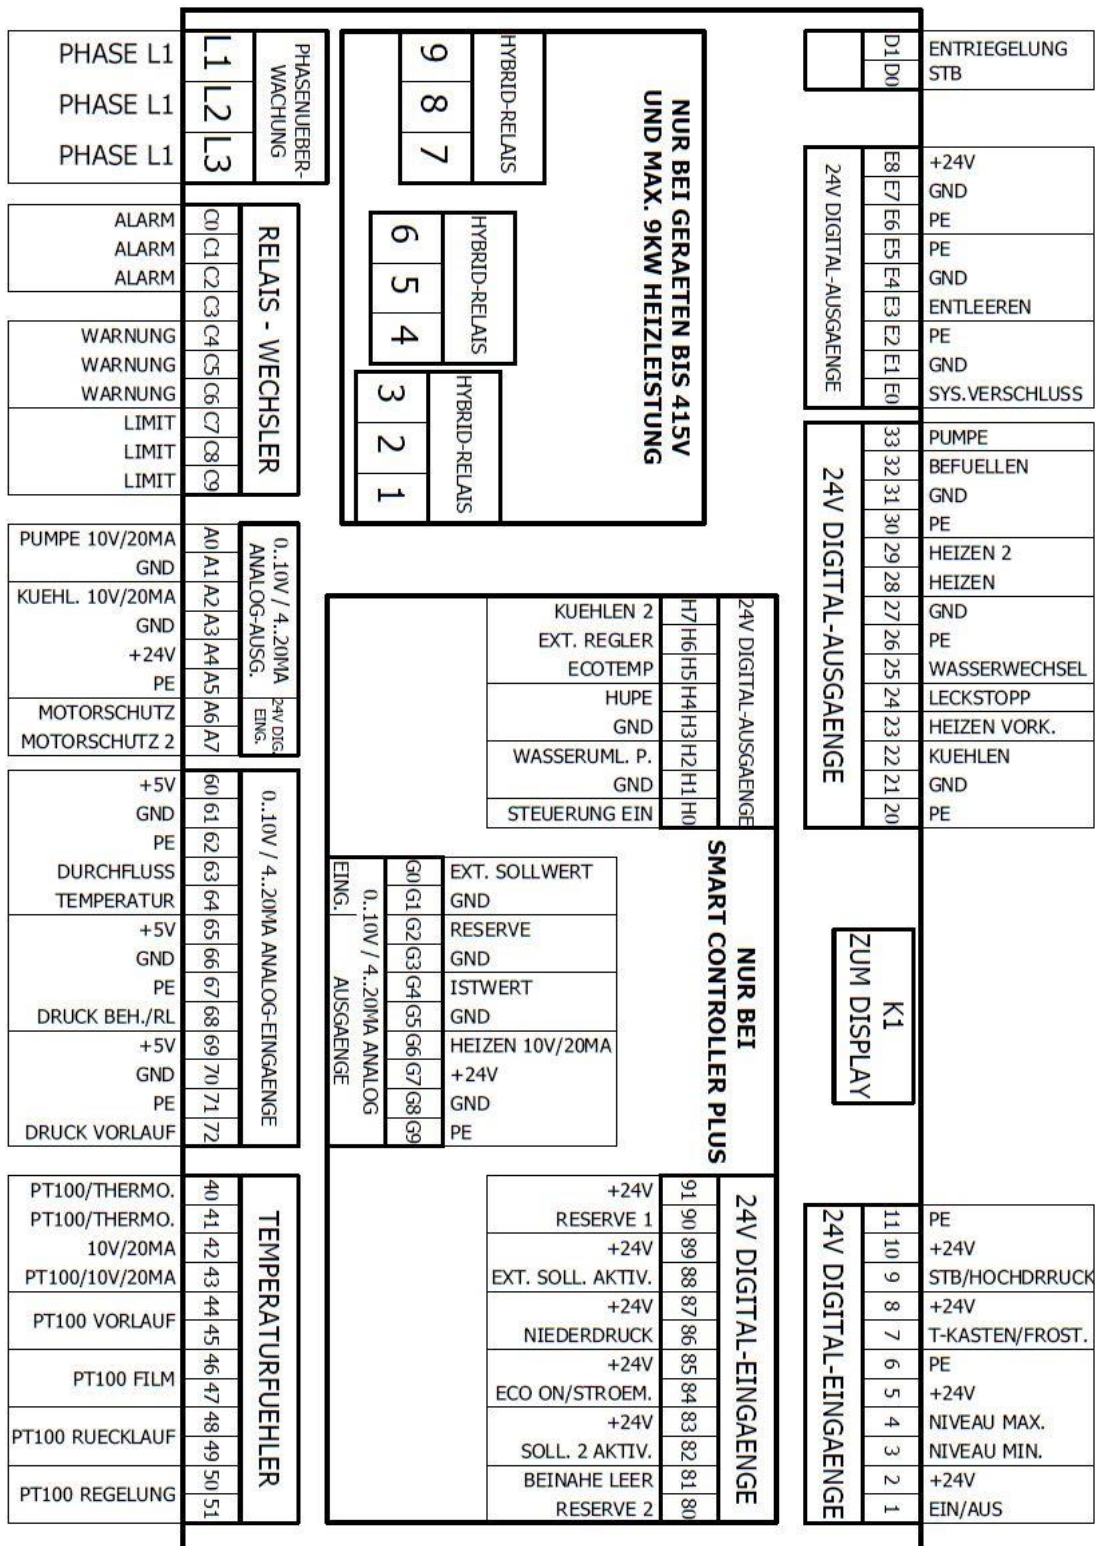 PHASE L1
PHASE L1
PHASE L1
L1 L2 L3
PHASENUEBER-
WACHUNG
ALARM
ALARM
ALARM
WARNUNG
WARNUNG
WARNUNG
LIMIT
LIMIT
LIMIT
C0 C1 C2 C3 C4 C5 C6 C7 C8 C9
RELAIS - WECHSLER
PUMPE 10V/20MA
GND
KUEHL. 10V/20MA
GND
+24V
PE
MOTORSCHUTZ
MOTORSCHUTZ 2
A0 A1 A2 A3 A4 A5 A6 A7
0..10V / 4..20MA
ANALOG-AUSG.
24V DIG.
EING.
+5V
GND
PE
DURCHFLUSS
TEMPERATUR
+5V
GND
PE
DRUCK BEH./RL
+5V
GND
PE
DRUCK VORLAUF
60 61 62 63 64 65 66 67 68 69 70 71 72
0..10V / 4..20MA ANALOG-EINGAENGE
PT100/THERMO.
PT100/THERMO.
10V/20MA
PT100/10V/20MA
PT100 VORLAUF
PT100 FILM
PT100 RUECKLAUF
PT100 REGELUNG
40 41 42 43 44 45 46 47 48 49 50 51
TEMPERATURFUEHLER
9 8 7
HYBRID-RELAIS
6 5 4
HYBRID-RELAIS
3 2 1
HYBRID-RELAIS
NUR BEI GERAETEN BIS 415V
UND MAX. 9KW HEIZLEISTUNG
KUEHLEN 2
EXT. REGLER
ECOTEMP
HUPE
GND
WASSERUML. P.
GND
STEUERUNG EIN
H7 H6 H5 H4 H3 H2 H1 H0
24V DIGITAL-AUSGAENGE
EING.
AUSGAENGE
0..10V / 4..20MA ANALOG
G0 G1 G2 G3 G4 G5 G6 G7 G8 G9
EXT. SOLLWERT
GND
RESERVE
GND
ISTWERT
GND
HEIZEN 10V/20MA
+24V
GND
PE
NUR BEI
SMART CONTROLLER PLUS
+24V
RESERVE 1
+24V
EXT. SOLL. AKTIV.
+24V
NIEDERDRUCK
+24V
ECO ON/STROEM.
+24V
SOLL. 2 AKTIV.
BEINAHE LEER
RESERVE 2
91 90 89 88 87 86 85 84 83 82 81 80
24V DIGITAL-EINGAENGE
D1 D0
ENTRIEGELUNG
STB
24V DIGITAL-AUSGAENGE
E8 E7 E6 E5 E4 E3 E2 E1 E0
+24V
GND
PE
PE
GND
ENTLEEREN
PE
GND
SYS.VERSCHLUSS
24V DIGITAL-AUSGAENGE
33 32 31 30 29 28 27 26 25 24 23 22 21 20
PUMPE
BEFUELLEN
GND
PE
HEIZEN 2
HEIZEN
GND
PE
WASSERWECHSEL
LECKSTOPP
HEIZEN VORK.
KUEHLEN
GND
PE
K1
ZUM DISPLAY
24V DIGITAL-EINGAENGE
11 10 9 8 7 6 5 4 3 2 1
PE
+24V
STB/HOCHDRRUCK
+24V
T-KASTEN/FROST.
PE
+24V
NIVEAU MAX.
NIVEAU MIN.
+24V
EIN/AUS